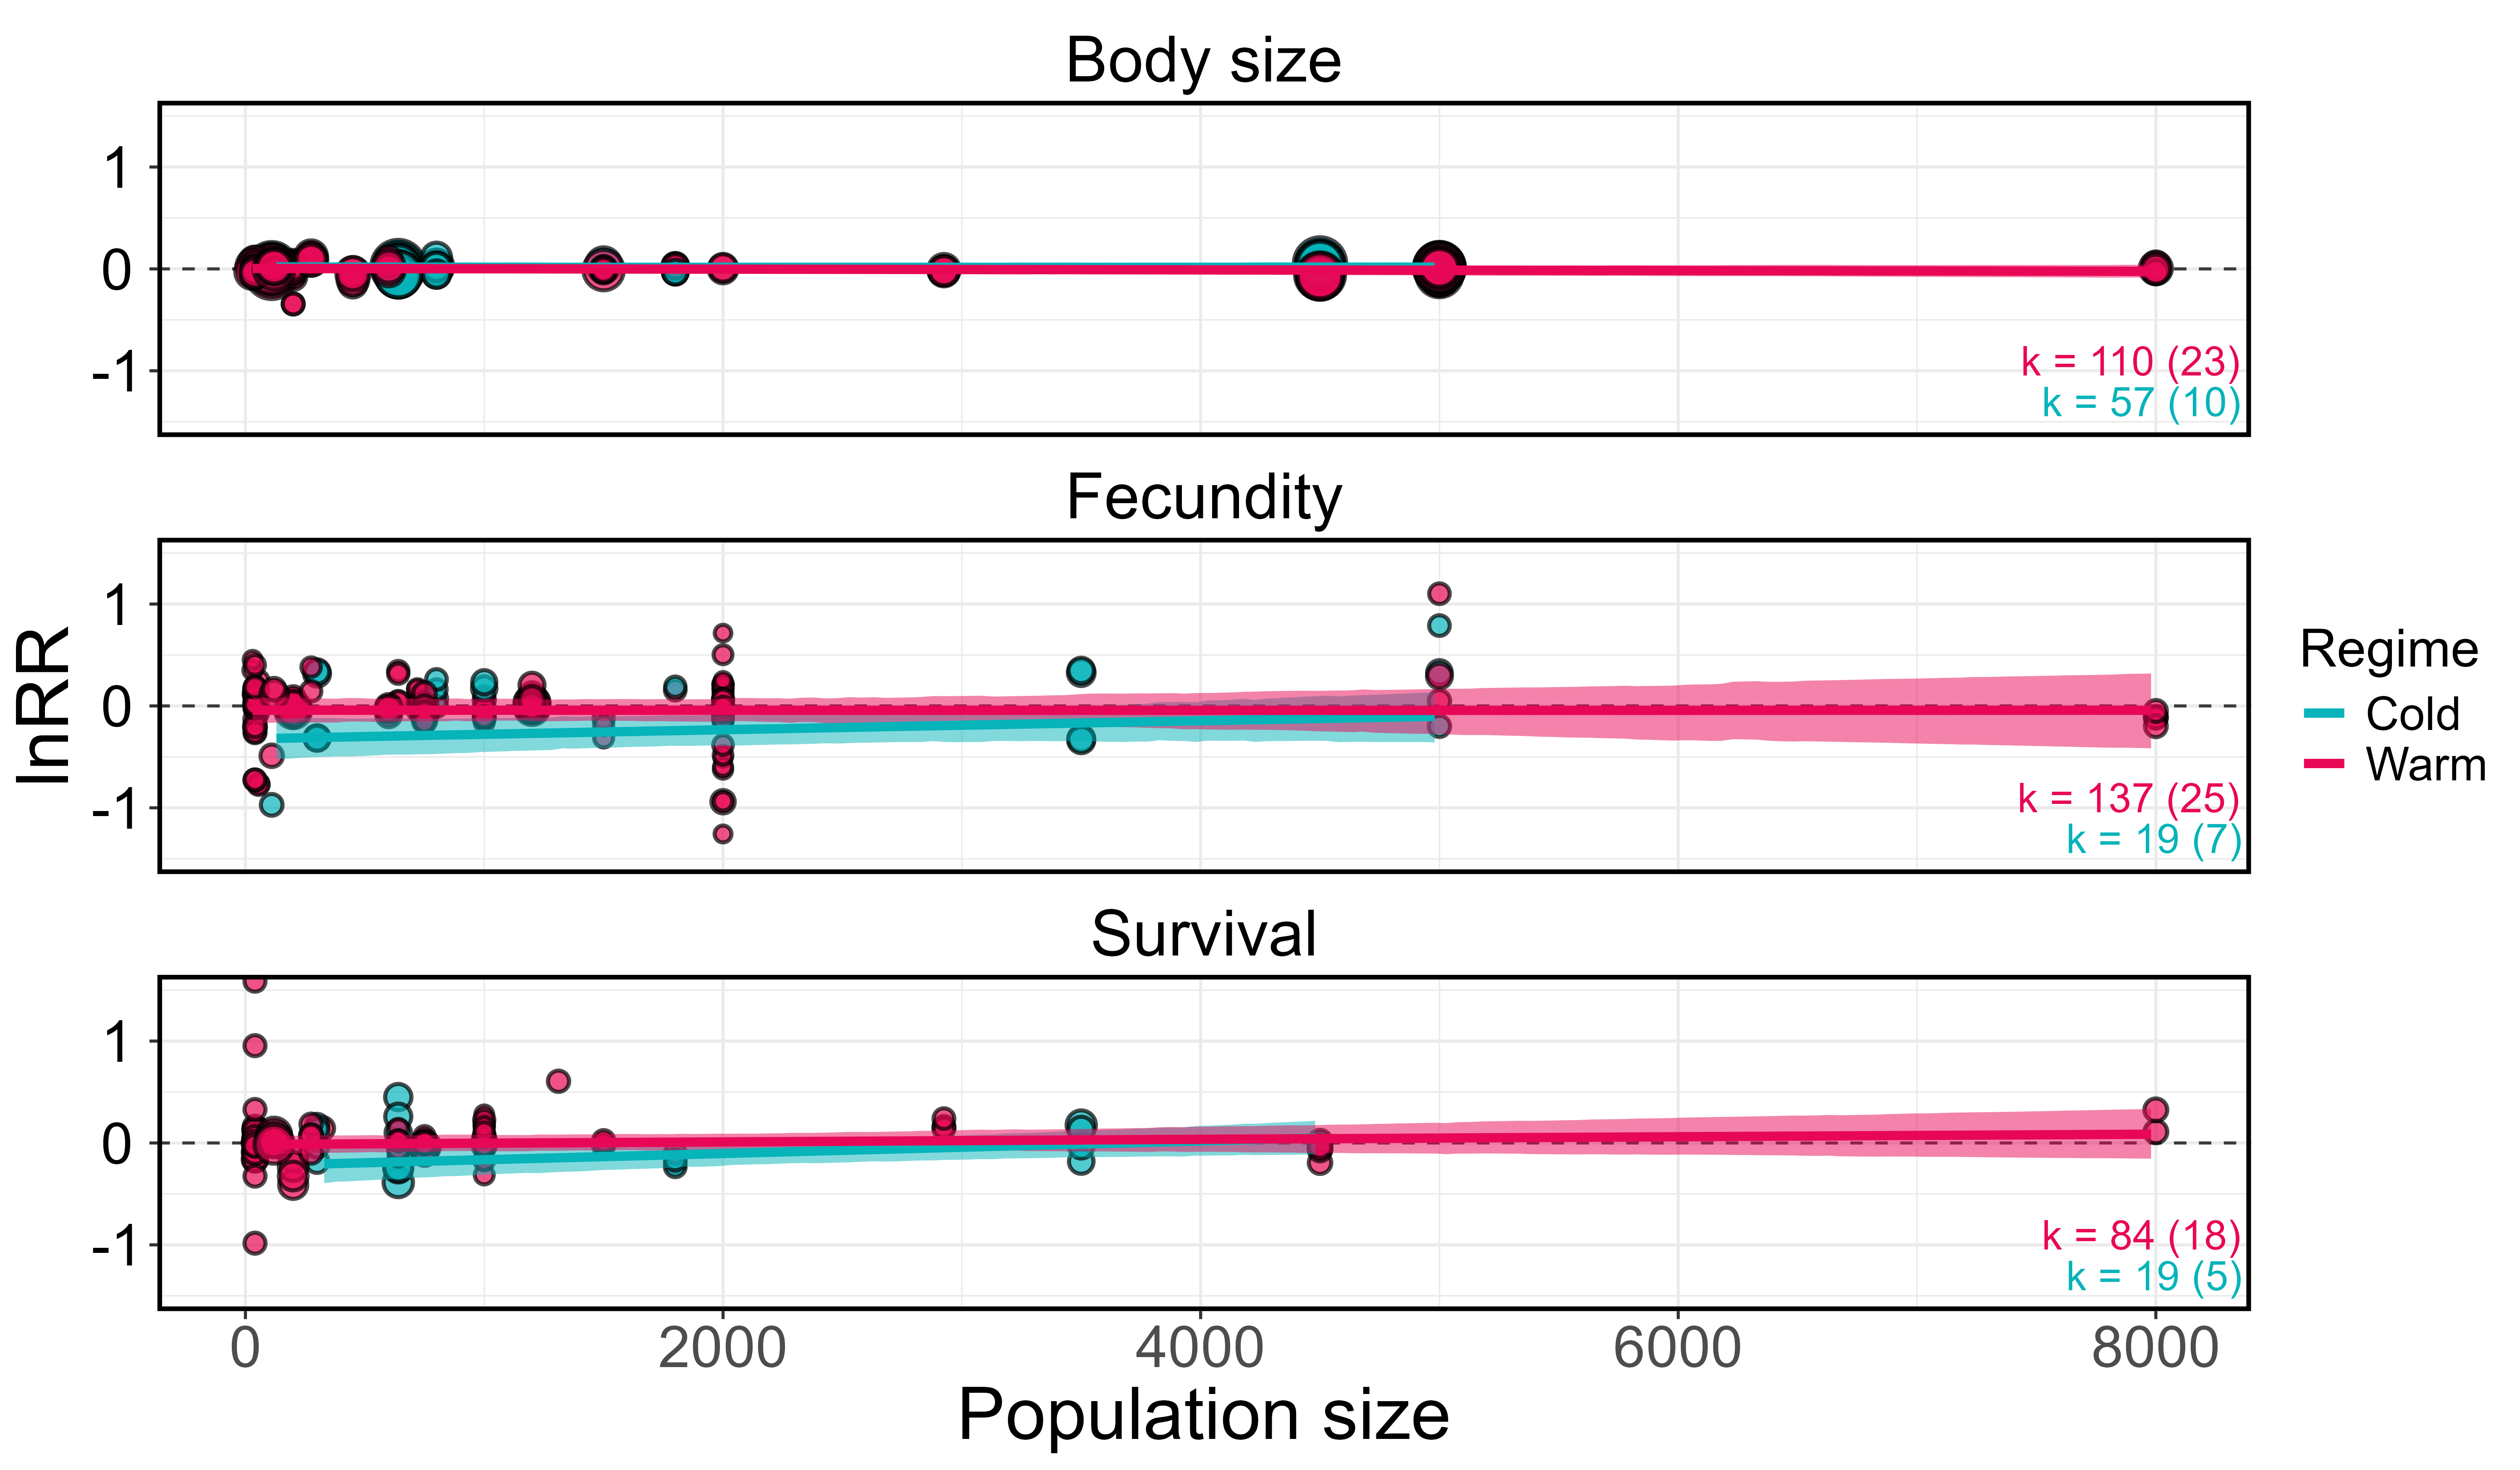 Body size
1
0
-1
k = 110 (23)
k = 57 (10)
Fecundity
lnRR
1
0
-1
k = 137 (25)
k = 19 (7)
Regime
Cold
Warm
Survival
1
0
-1
k = 84 (18)
k = 19 (5)
0 2000 4000 6000 8000
Population size